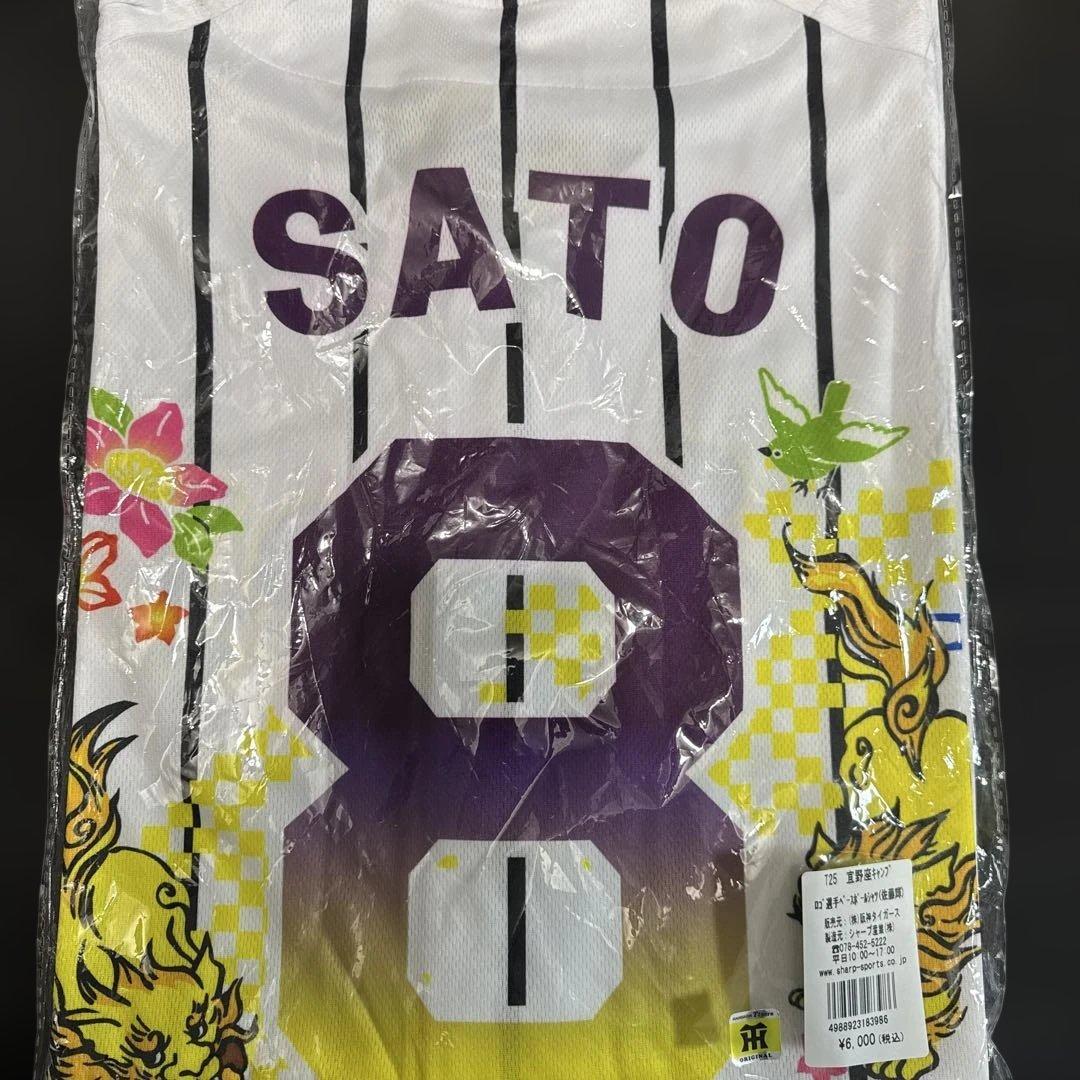 SATO
8
T25 宜野座ｷｬﾝﾌﾟ
ﾛｺﾞ選手ﾍﾞｰｽﾎﾞｰﾙｼｬﾂ(佐藤輝)
販売元：(株)阪神タイガース
製造元：シャープ産業(株)
☎078-452-5222
平日10:00～17:00
www.sharp-sports.co.jp
4988923183986
¥6,000(税込)
HANSHIN Tigers
ORIGINAL